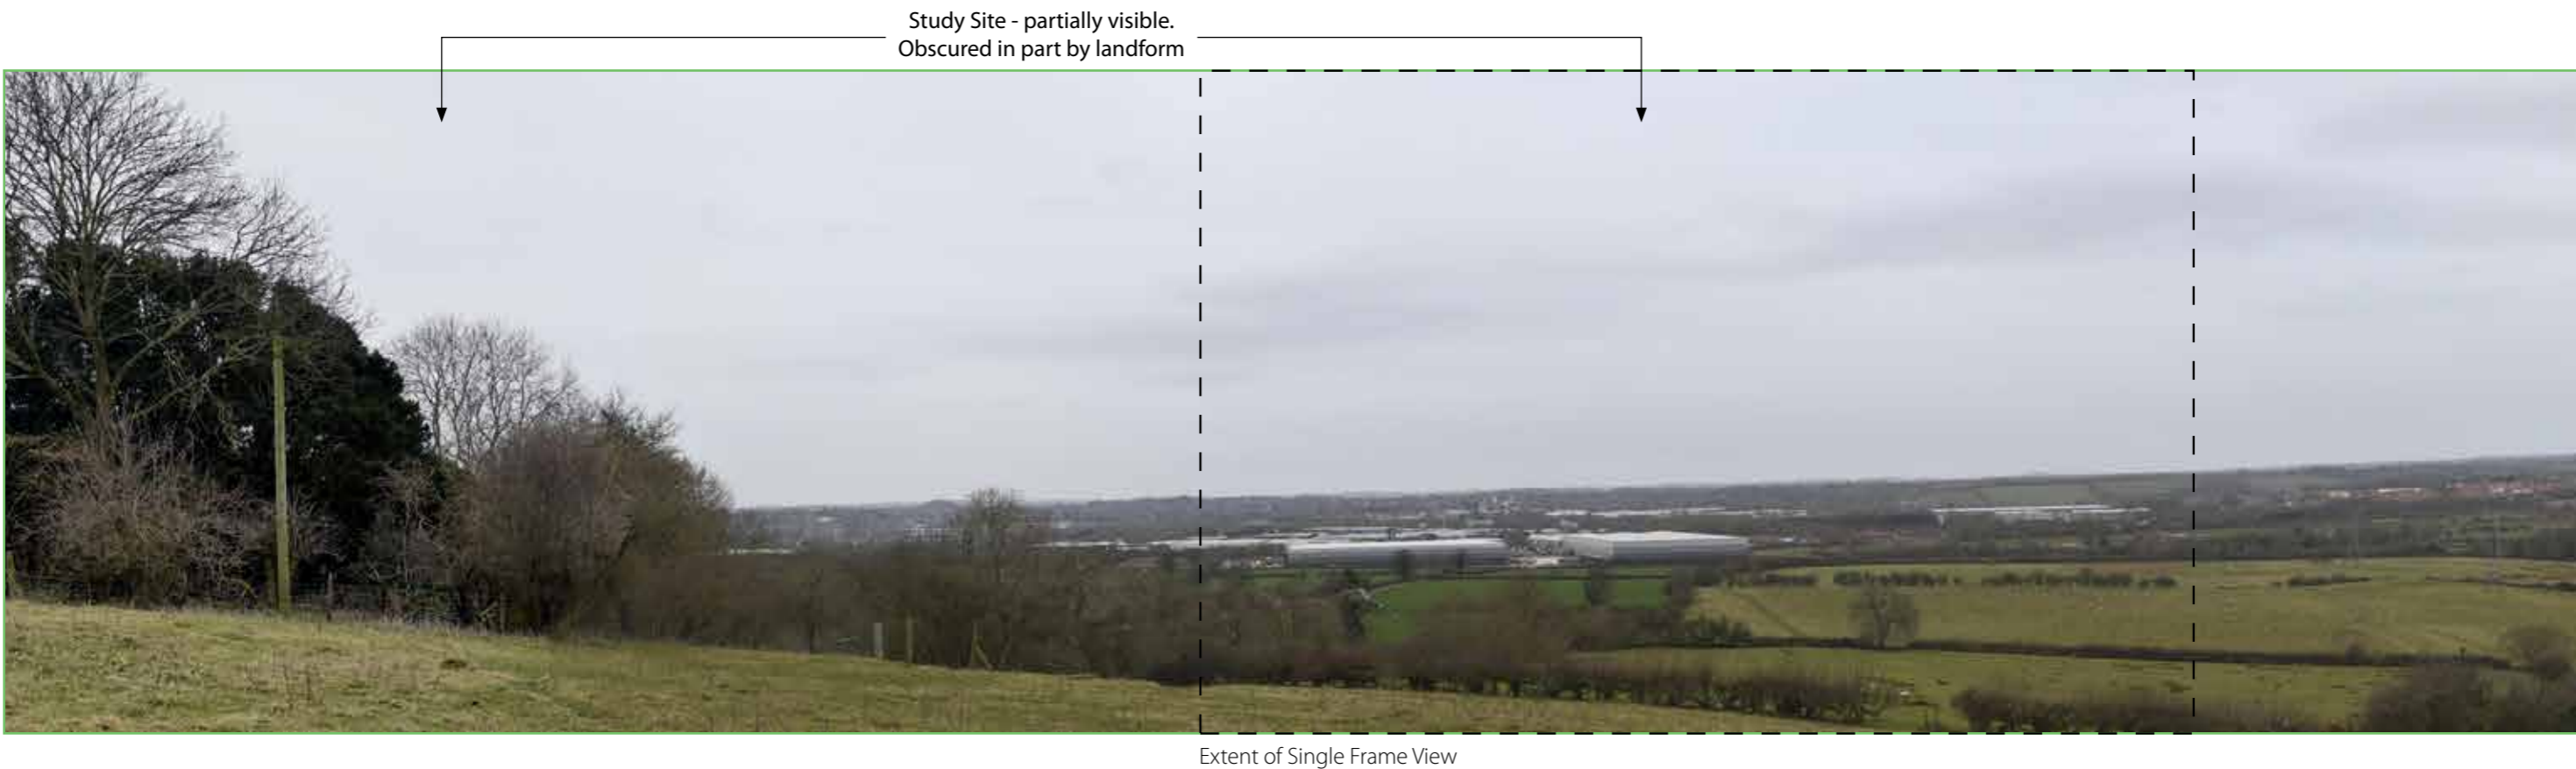 Study Site - partially visible.
Obscured in part by landform
Extent of Single Frame View